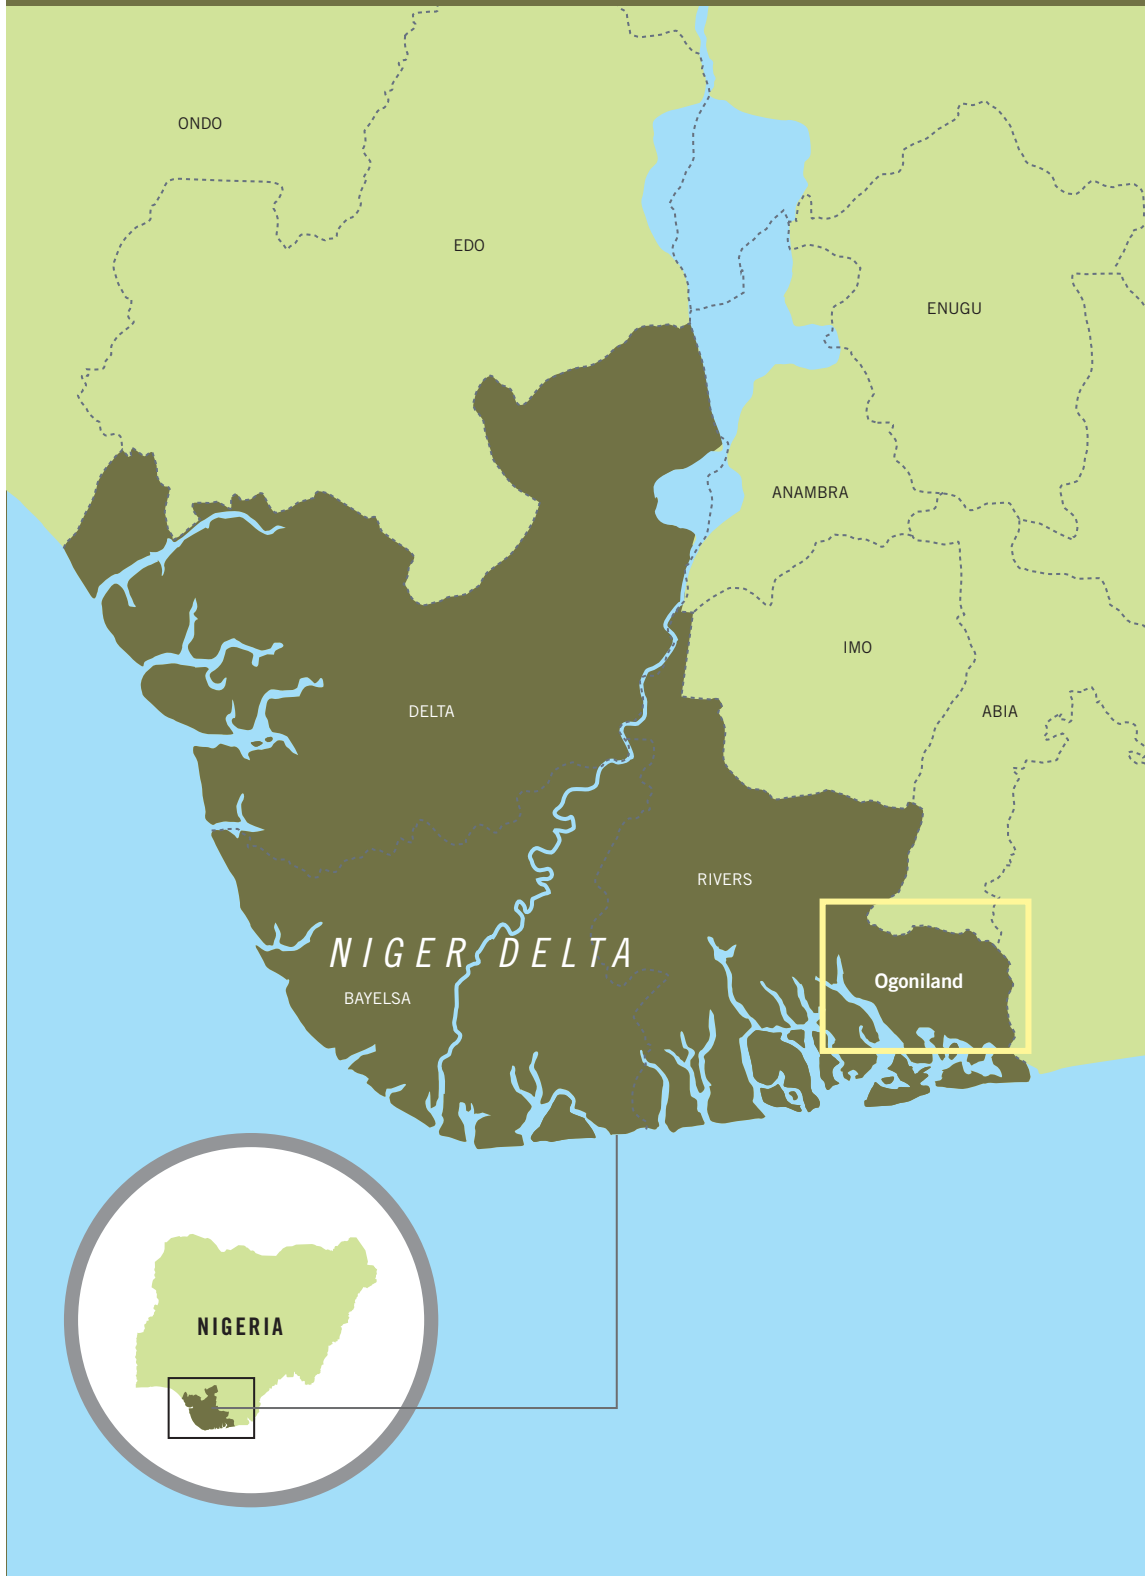 ONDO
EDO
ENUGU
ANAMBRA
IMO
DELTA
ABIA
RIVERS
NIGER DELTA
Ogoniland
BAYELSA
NIGERIA